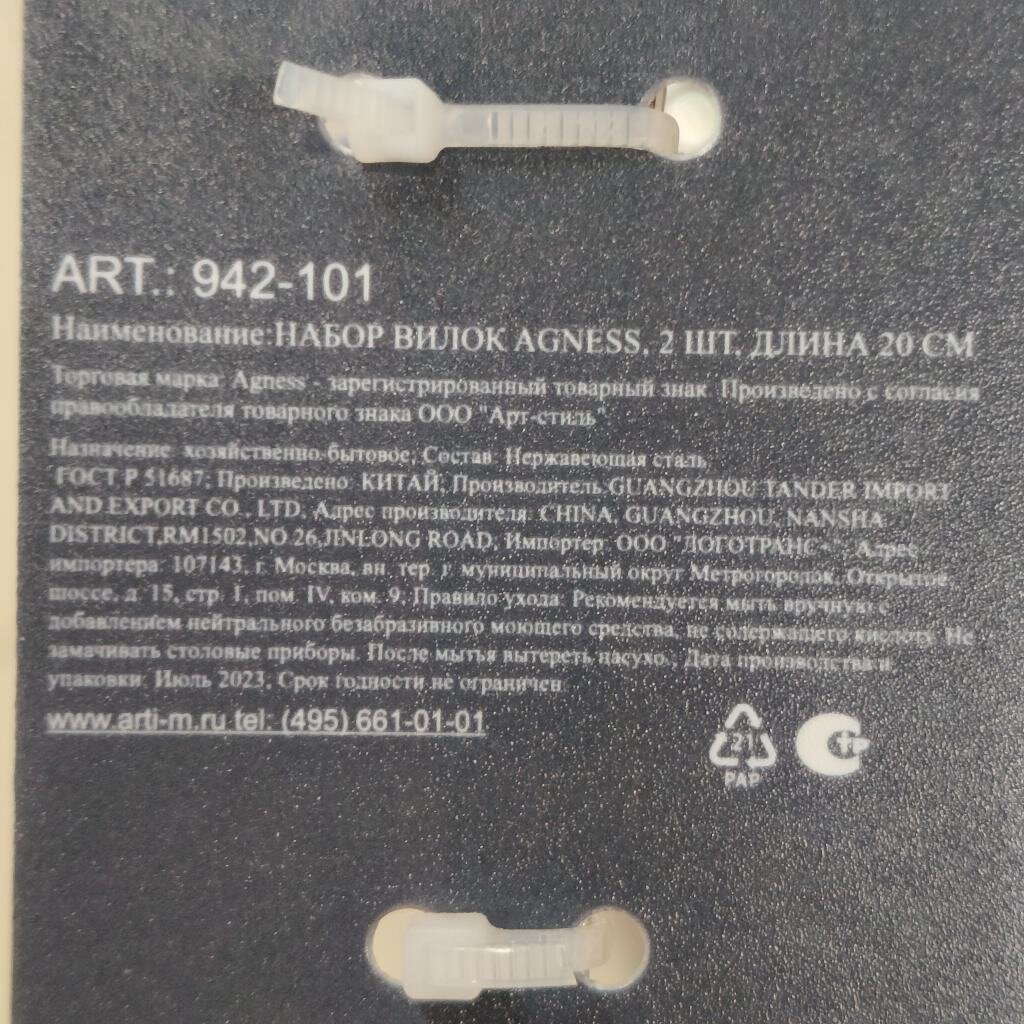 ART.: 942-101
Наименование:НАБОР ВИЛОК AGNESS, 2 ШТ, ДЛИНА 20 СМ
Торговая марка: Agness - зарегистрированный товарный знак. Произведено с согласия
правообладателя товарного знака ООО "Арт-стиль".
Назначение: хозяйственно-бытовое; Состав: Нержавеющая сталь;
ГОСТ Р 51687; Произведено: КИТАЙ; Производитель:GUANGZHOU TANDER IMPORT
AND EXPORT CO., LTD; Адрес производителя: CHINA, GUANGZHOU, NANSHA
DISTRICT,RM1502,NO 26,JINLONG ROAD; Импортер: ООО "ЛОГОТРАНС+"; Адрес
импортера: 107143, г. Москва, вн. тер. г. муниципальный округ Метрогородок, Открытое
шоссе, д. 15, стр. 1, пом. IV, ком. 9; Правило ухода: Рекомендуется мыть вручную с
добавлением нейтрального безабразивного моющего средства, не содержащего кислоту. Не
замачивать столовые приборы. После мытья вытереть насухо.; Дата производства и
упаковки: Июль 2023; Срок годности не ограничен
www.arti-m.ru tel: (495) 661-01-01
21
PAP